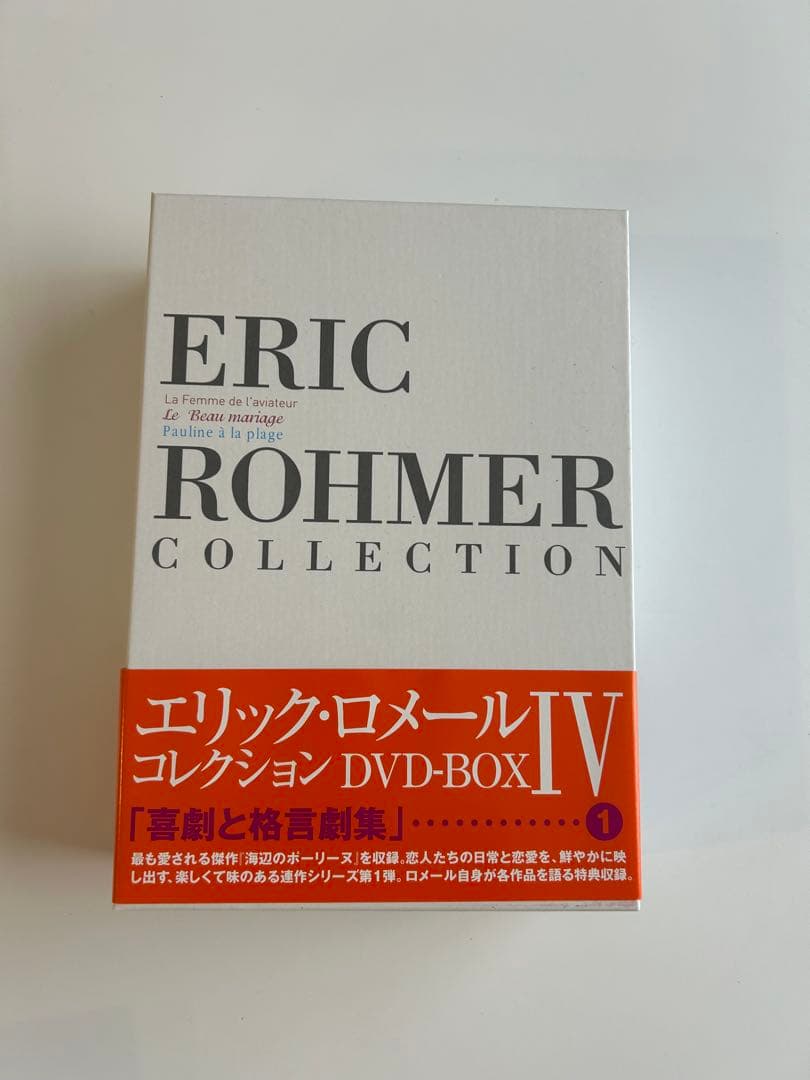 ERIC
La Femme de l'aviateur
Le Beau mariage
Pauline à la plage
ROHMER
COLLECTION
エリック・ロメール
コレクション DVD-BOX IV
「喜劇と格言劇集」…………❶
最も愛される傑作『海辺のポーリーヌ』を収録。恋人たちの日常と恋愛を、鮮やかに映
し出す、楽しくて味のある連作シリーズ第1弾。ロメール自身が各作品を語る特典収録。